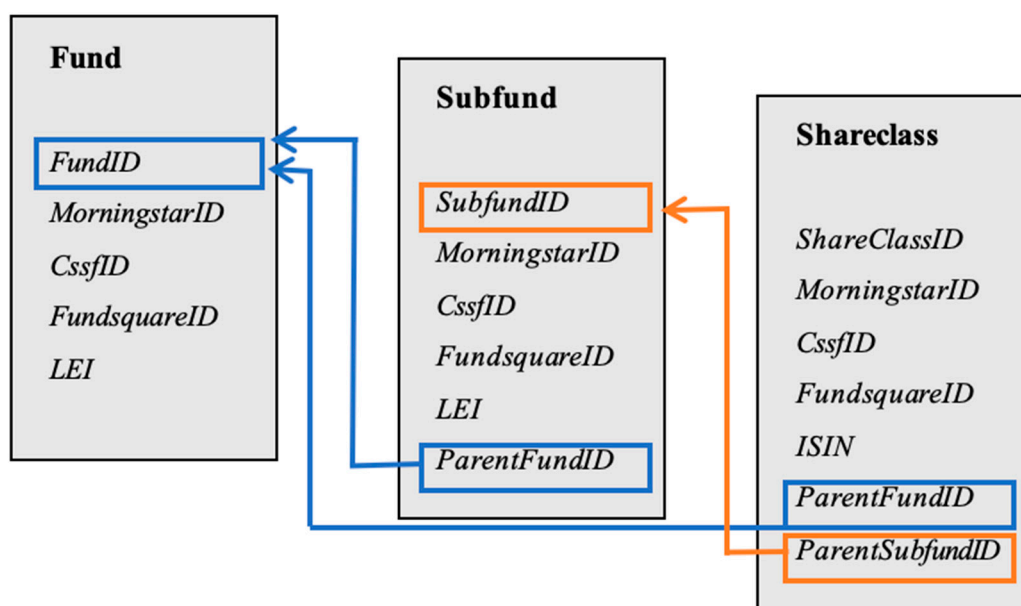 Fund
FundID
MorningstarID
CssfID
FundsquareID
LEI
Subfund
SubfundID
MorningstarID
CssfID
FundsquareID
LEI
ParentFundID
Shareclass
ShareClassID
MorningstarID
CssfID
FundsquareID
ISIN
ParentFundID
ParentSubfundID